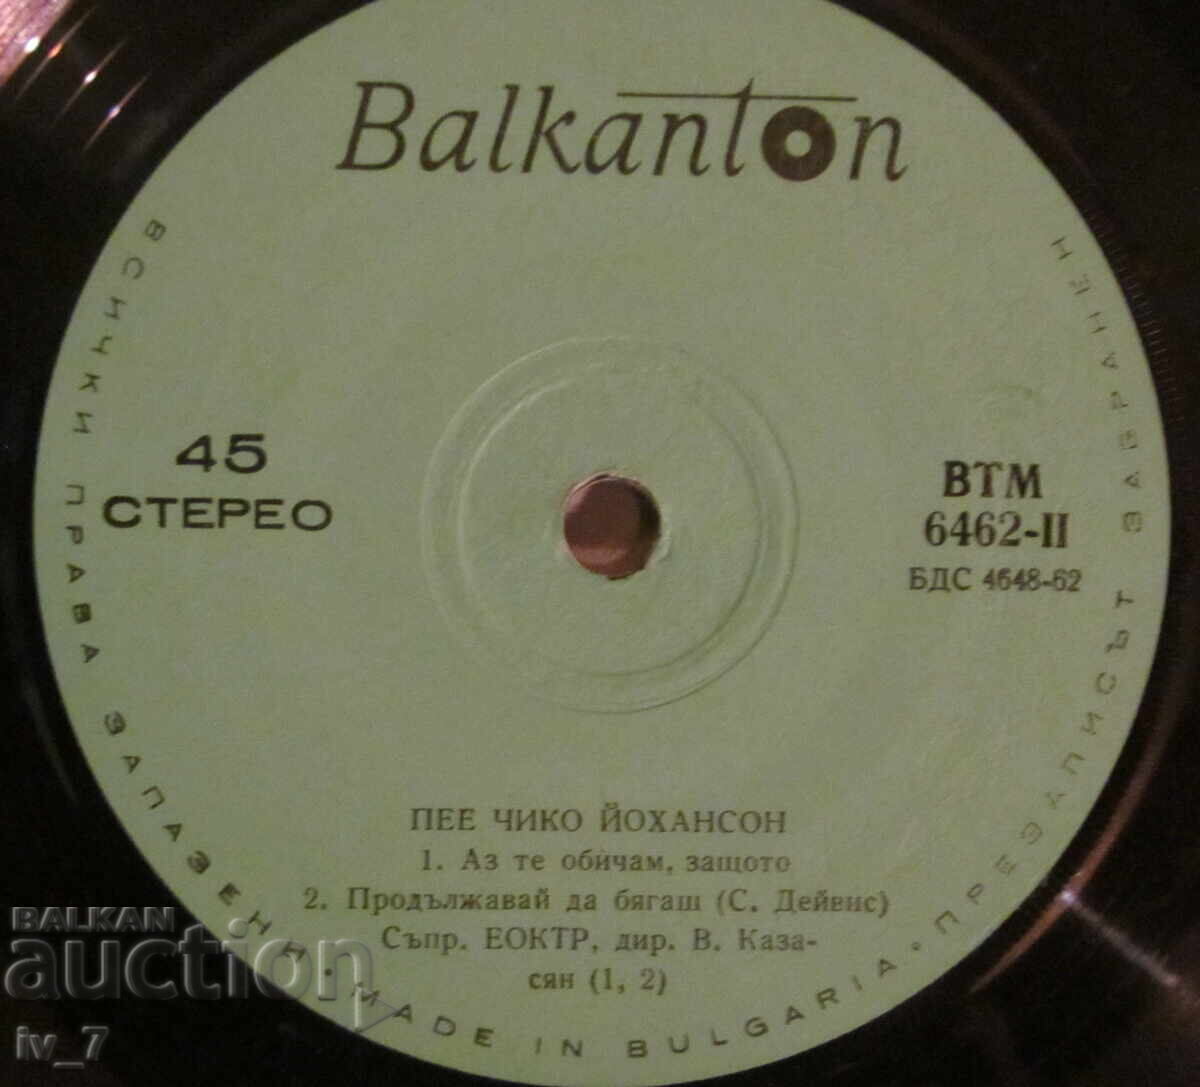 Balkanton
45
СТЕРЕО
ВТМ
6462-II
БДС 4648-62
ПЕЕ ЧИКО ЙОХАНСОН
1. Аз те обичам, защото
2. Продължавай да бягаш (С. Дейвис)
Съпр. ЕОКТР, дир. В. Каза-
сян (1, 2)
ВСИЧКИ ПРАВА ЗАПАЗЕНИ • MADE IN BULGARIA • ПРЕЗАПИСЪТ ЗАБРАНЕН
BALKAN
auction
iv_7